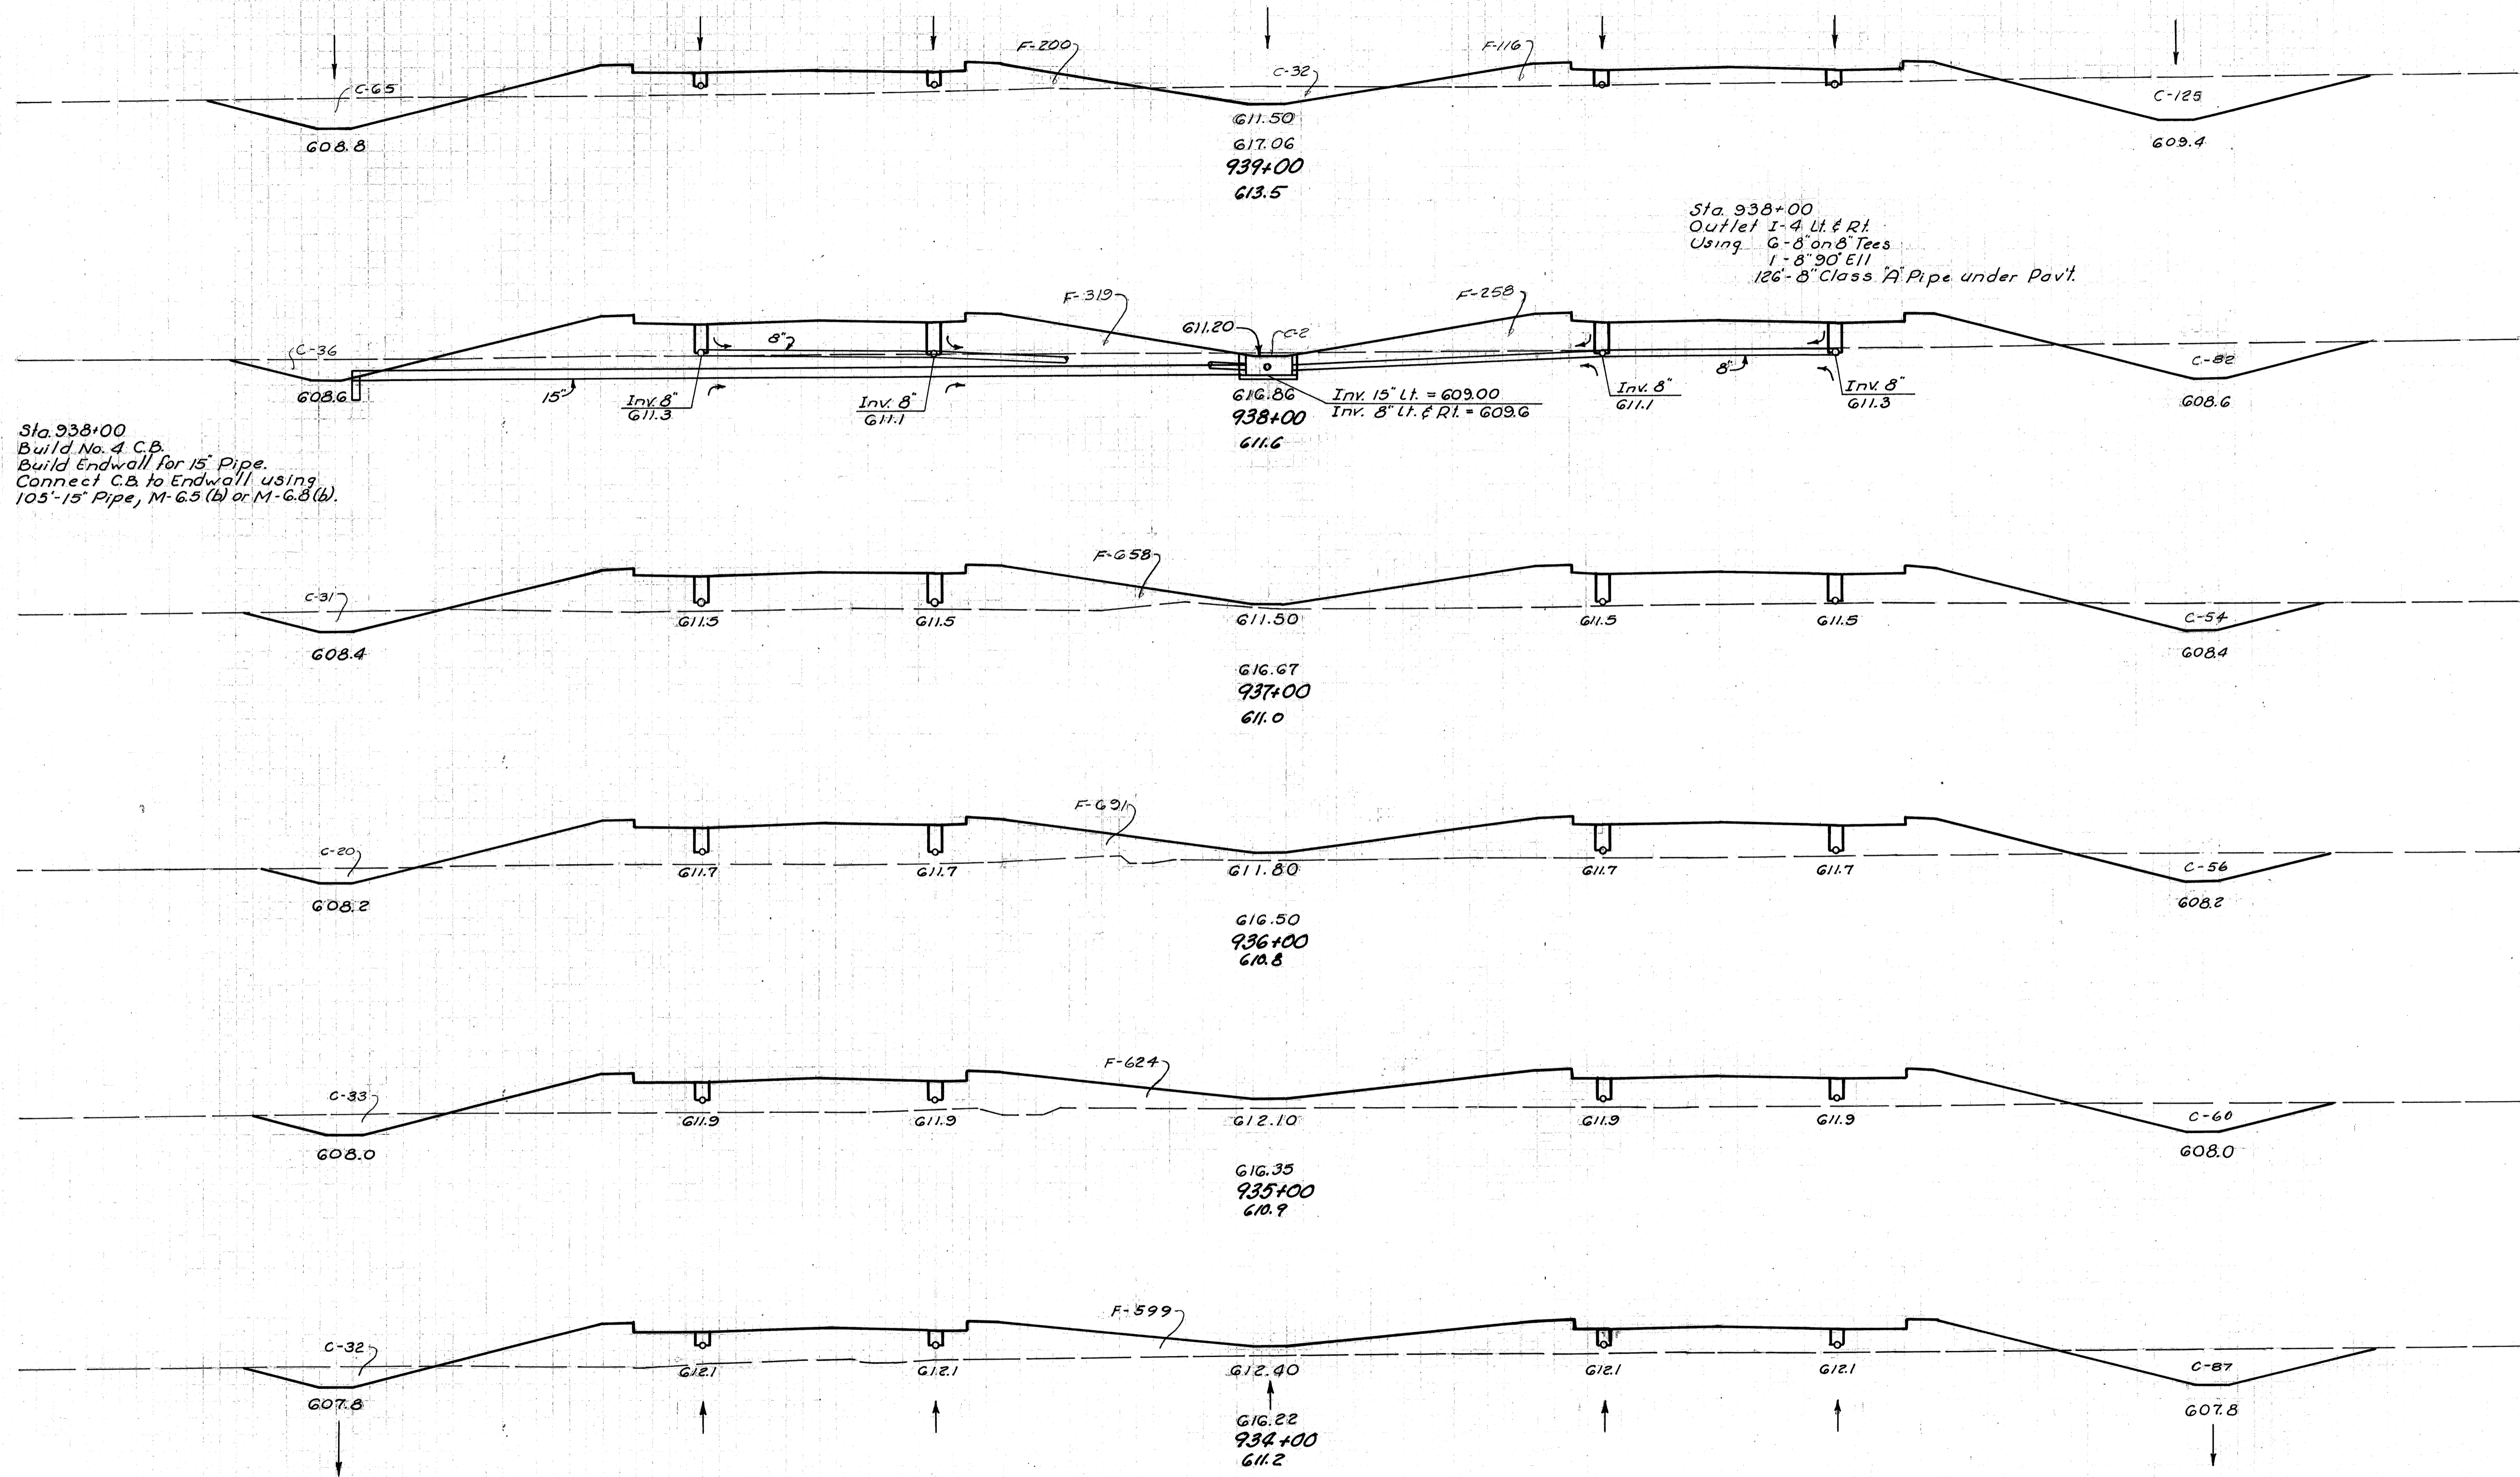 F-200
F-116
C-65
C-32
C-125
608.8
611.50
609.4
617.06
939+00
613.5
Sta. 938+00
Outlet I-4 Lt. & Rt.
Using 6-8" on 8" Tees
1-8" 90° Ell
126'-8" Class "A" Pipe under Pav't.
F-319
F-258
611.20
C-2
C-36
8"
C-82
8"
608.6
15"
Inv. 8"
611.3
Inv. 8"
611.1
616.86
938+00
611.6
Inv. 15" Lt. = 609.00
Inv. 8" Lt. & Rt. = 609.6
Inv. 8"
611.1
Inv. 8"
611.3
608.6
Sta. 938+00
Build No. 4 C.B.
Build Endwall for 15" Pipe.
Connect C.B. to Endwall using
105'-15" Pipe, M-6.5 (b) or M-6.8 (b).
F-658
C-31
C-54
611.5
611.5
611.50
611.5
611.5
608.4
608.4
616.67
937+00
611.0
F-691
C-20
C-56
611.7
611.7
611.80
611.7
611.7
608.2
608.2
616.50
936+00
610.8
F-624
C-33
C-60
611.9
611.9
612.10
611.9
611.9
608.0
608.0
616.35
935+00
610.9
F-599
C-32
C-87
612.1
612.1
612.40
612.1
612.1
607.8
607.8
616.22
934+00
611.2